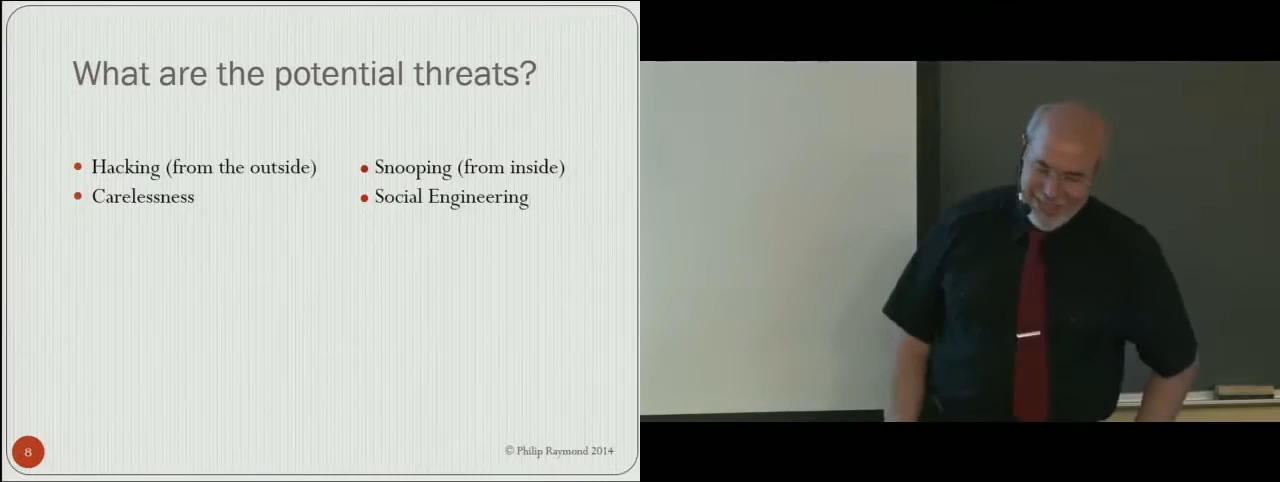 What are the potential threats?
Hacking (from the outside)
Carelessness
Snooping (from inside)
Social Engineering
8
© Philip Raymond 2014